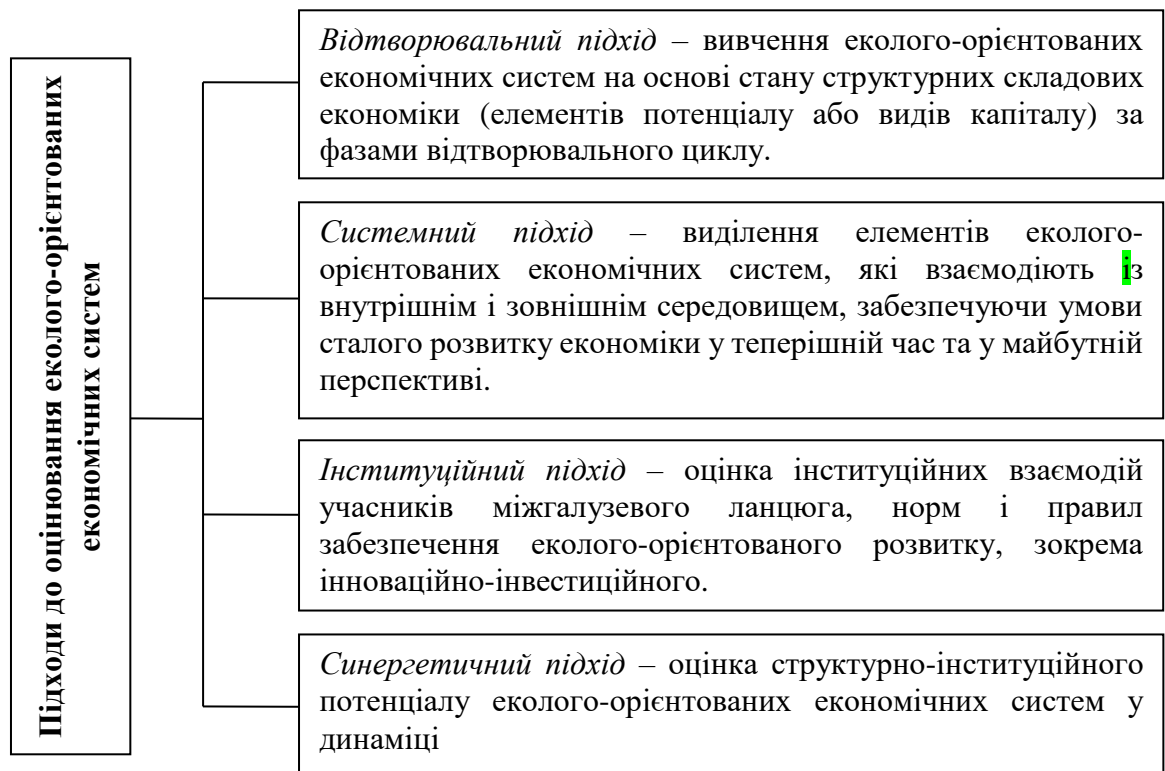 Підходи до оцінювання еколого-орієнтованих
економічних систем
Відтворювальний підхід – вивчення еколого-орієнтованих
економічних систем на основі стану структурних складових
економіки (елементів потенціалу або видів капіталу) за
фазами відтворювального циклу.
Системний підхід – виділення елементів еколого-
орієнтованих економічних систем, які взаємодіють із
внутрішнім і зовнішнім середовищем, забезпечуючи умови
сталого розвитку економіки у теперішній час та у майбутній
перспективі.
Інституційний підхід – оцінка інституційних взаємодій
учасників міжгалузевого ланцюга, норм і правил
забезпечення еколого-орієнтованого розвитку, зокрема
інноваційно-інвестиційного.
Синергетичний підхід – оцінка структурно-інституційного
потенціалу еколого-орієнтованих економічних систем у
динаміці